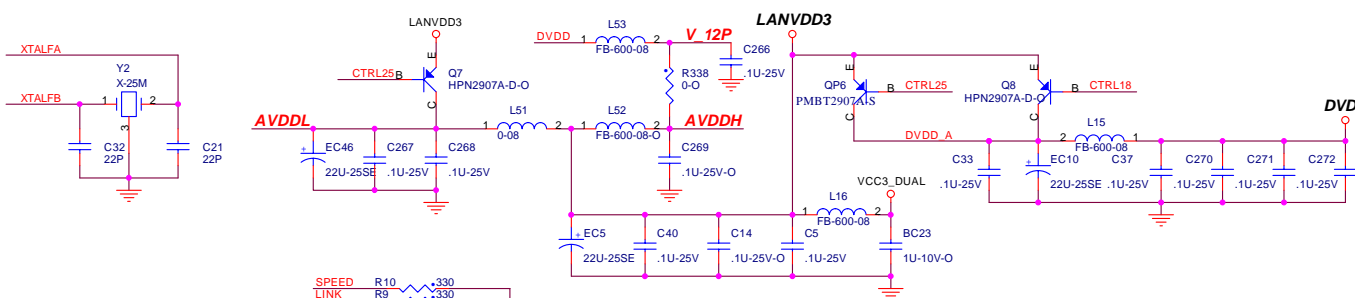 XTALFA
XTALFB
Y2
X-25M
1
2
3
C32
22P
C21
22P
LANVDD3
E
CTRL25
B
Q7
HPN2907A-D-O
C
AVDDL
EC46
22U-25SE
C267
.1U-25V
C268
.1U-25V
1
L51
0-08
2
DVDD
1
L53
2
FB-600-08
V_12P
C266
.1U-25V
R338
0-O
1
L52
2
FB-600-08-O
AVDDH
C269
.1U-25V-O
LANVDD3
E
QP6
PMBT2907A-S
B
CTRL25
C
E
Q8
HPN2907A-D-O
B
CTRL18
C
DVDD_A
2
L15
1
FB-600-08
DVD
C33
.1U-25V
EC10
22U-25SE
C37
.1U-25V
C270
.1U-25V
C271
.1U-25V
C272
.1U-25V
VCC3_DUAL
1
L16
2
FB-600-08
EC5
22U-25SE
C40
.1U-25V
C14
.1U-25V-O
C5
.1U-25V
BC23
1U-10V-O
SPEED
R10
330
LINK
R9
330